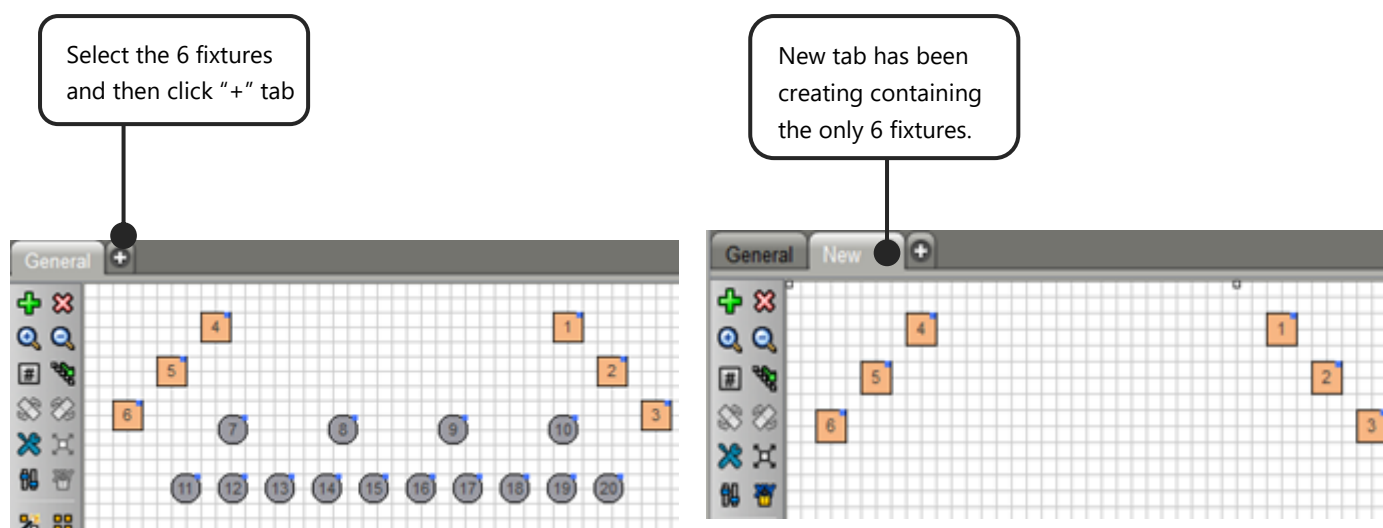 Select the 6 fixtures
and then click “+” tab
New tab has been
creating containing
the only 6 fixtures.
General
4 1
5 2
6 3
7 8 9 10
11 12 13 14 15 16 17 18 19 20
#
General New
4 1
5 2
6 3
#